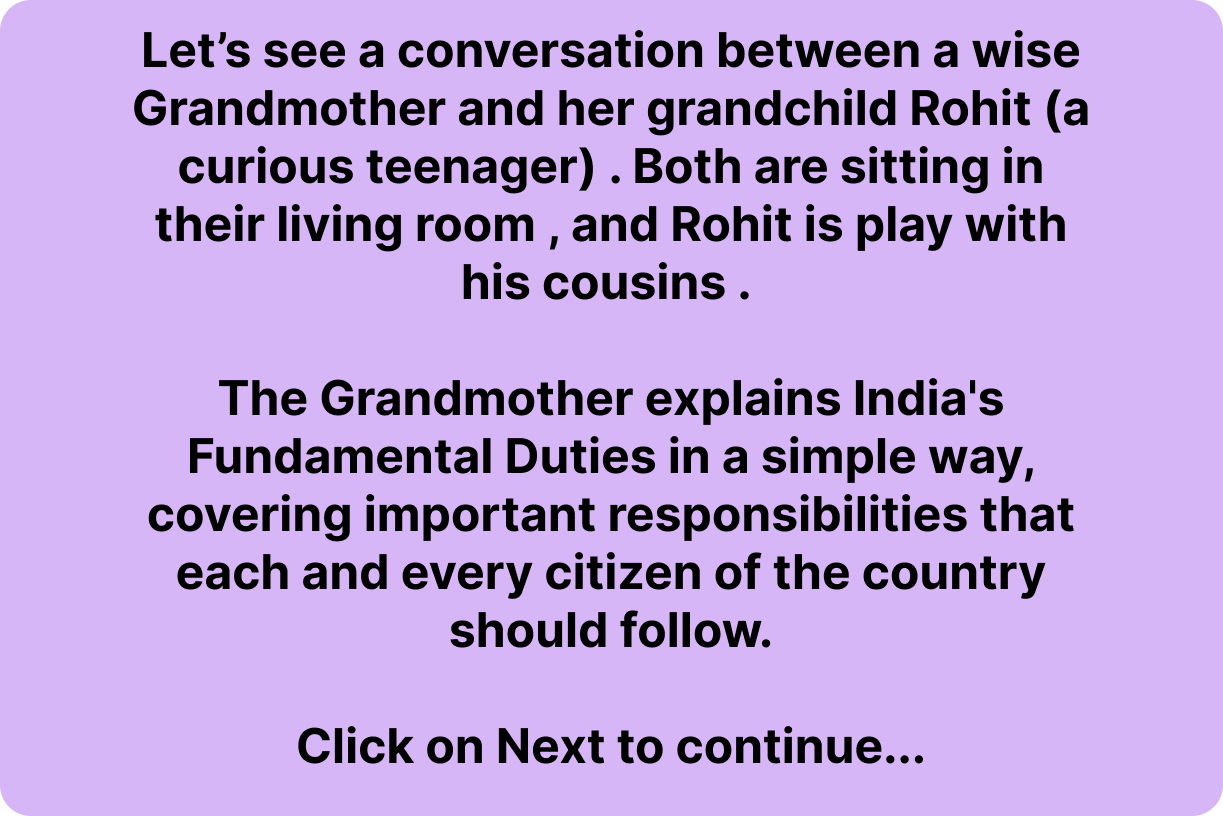 Let’s see a conversation between a wise
Grandmother and her grandchild Rohit (a
curious teenager) . Both are sitting in
their living room , and Rohit is play with
his cousins .
The Grandmother explains India's
Fundamental Duties in a simple way,
covering important responsibilities that
each and every citizen of the country
should follow.
Click on Next to continue...